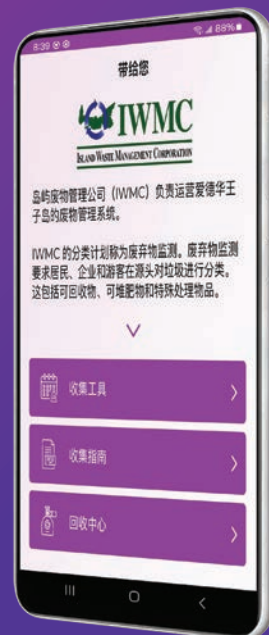 8:39
88%
带给您
IWMC
ISLAND WASTE MANAGEMENT CORPORATION
岛屿废物管理公司（IWMC）负责运营爱德华王
子岛的废物管理系统。
IWMC 的分类计划称为废弃物监测。废弃物监测
要求居民、企业和游客在源头对垃圾进行分类。
这包括可回收物、可堆肥物和特殊处理物品。
收集工具
收集指南
回收中心